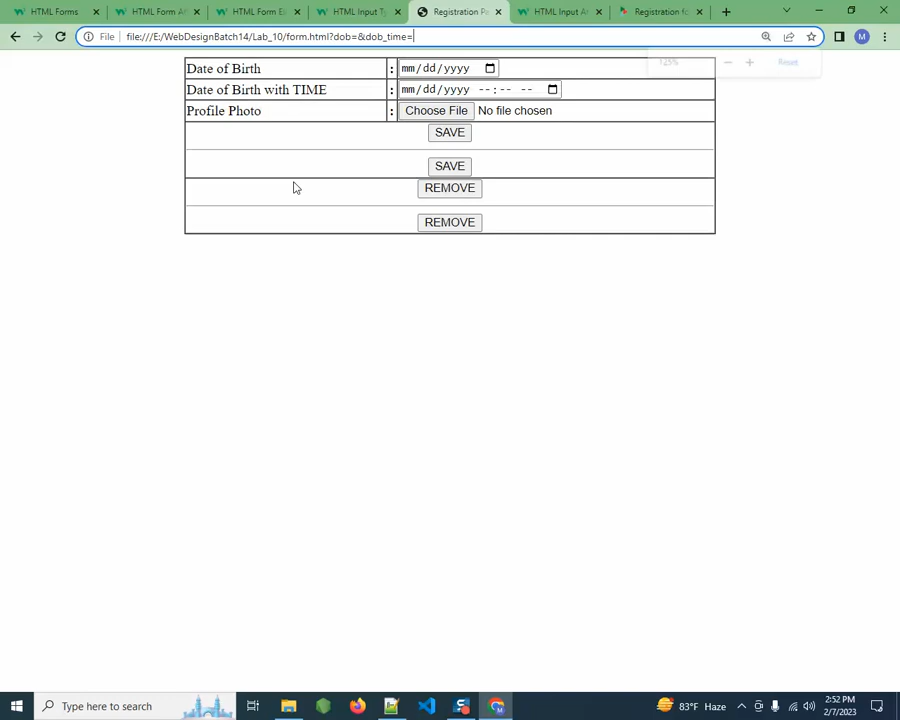 HTML Forms
HTML Form At
HTML Form El
HTML Input T
Registration Pa
HTML Input At
Registration fo
File
file:///E:/WebDesignBatch14/Lab_10/form.html?dob=&dob_time=
M
125%
Reset
Date of Birth : mm/dd/yyyy
Date of Birth with TIME : mm/dd/yyyy --:-- --
Profile Photo : Choose File No file chosen
SAVE
SAVE
REMOVE
REMOVE
Type here to search
83°F Haze
2:52 PM
2/7/2023